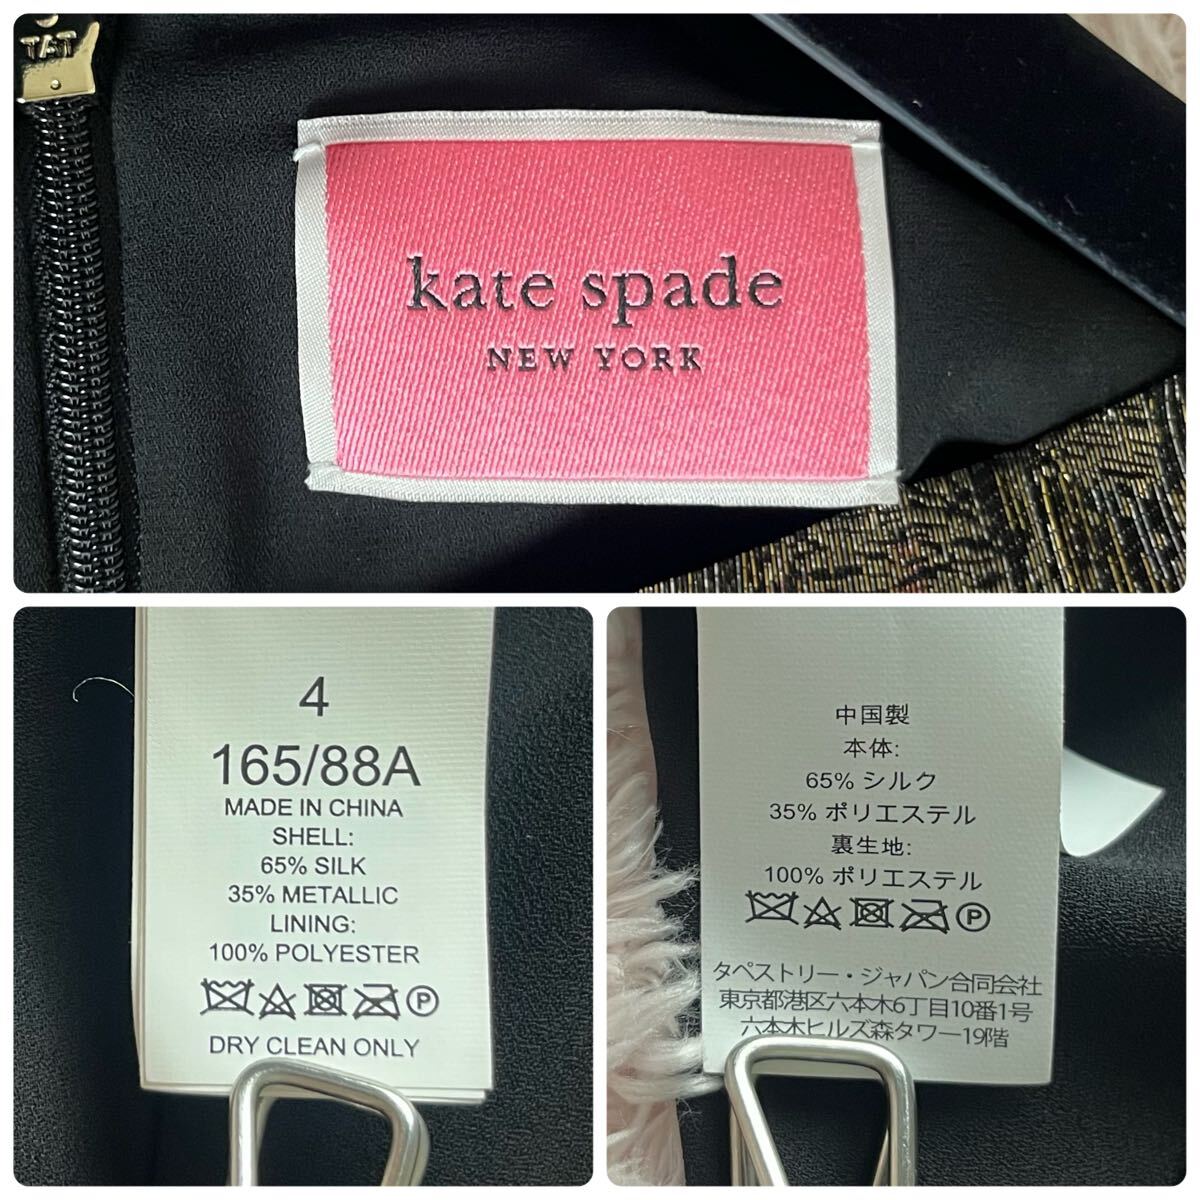 TAT
kate spade
NEW YORK
4
165/88A
MADE IN CHINA
SHELL:
65% SILK
35% METALLIC
LINING:
100% POLYESTER
P
DRY CLEAN ONLY
中国製
本体:
65% シルク
35% ポリエステル
裏生地:
100% ポリエステル
P
タペストリー・ジャパン合同会社
東京都港区六本木6丁目10番1号
六本木ヒルズ森タワー19階